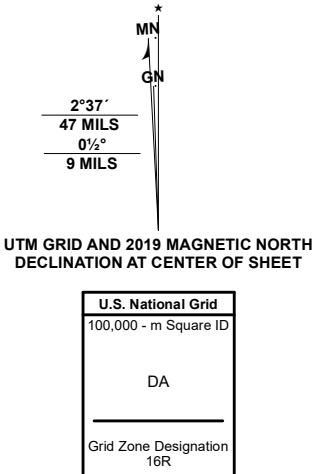 ★
MN
GN
2°37´
47 MILS
0½°
9 MILS
UTM GRID AND 2019 MAGNETIC NORTH
DECLINATION AT CENTER OF SHEET
U.S. National Grid
100,000 - m Square ID
DA
Grid Zone Designation
16R